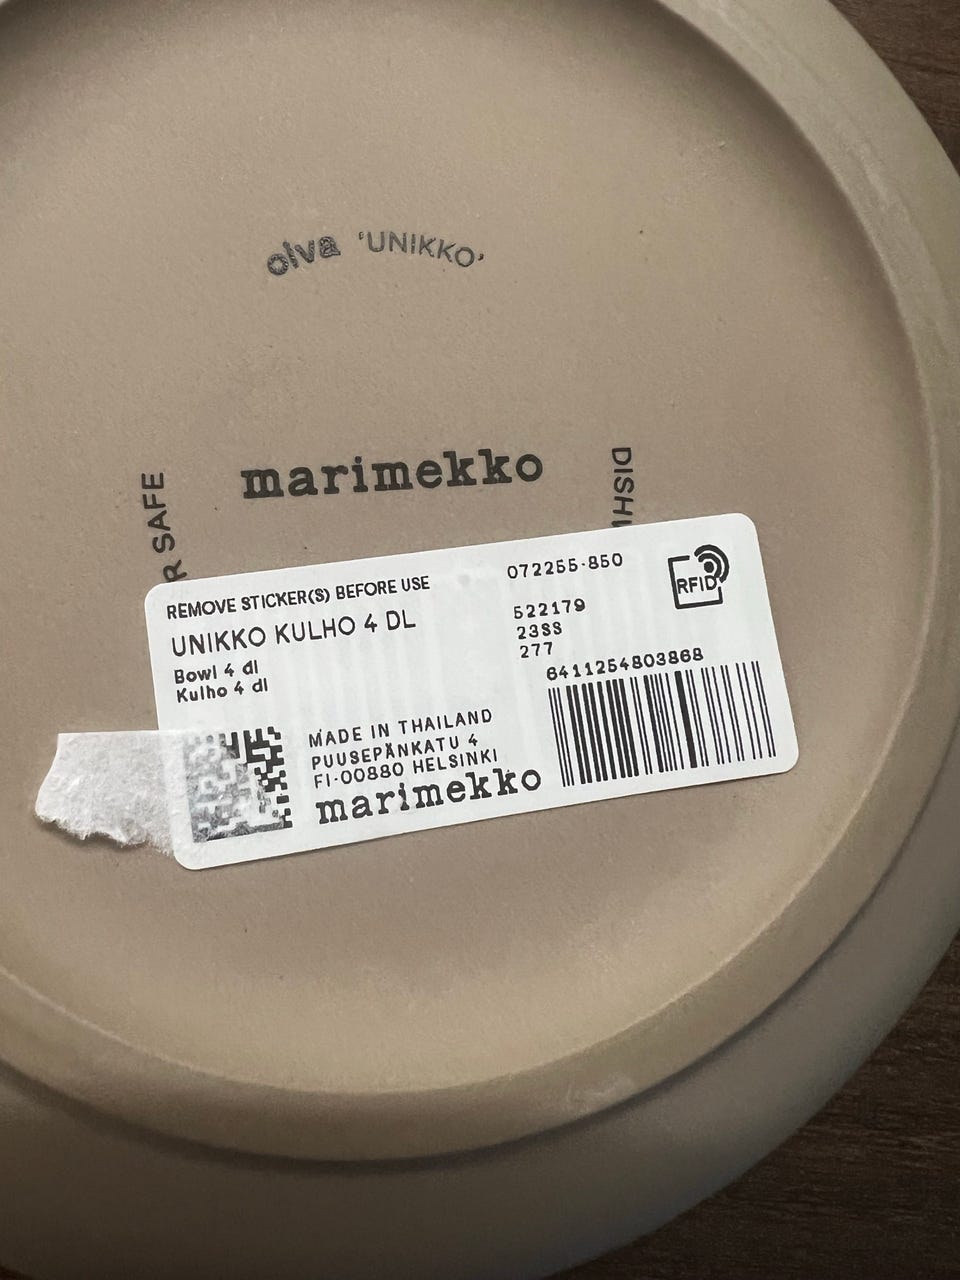 oiva 'UNIKKO'
marimekko
R SAFE
DISH
REMOVE STICKER(S) BEFORE USE
UNIKKO KULHO 4 DL
Bowl 4 dl
Kulho 4 dl
072255-850
522179
23SS
277
6411254803868
RFID
MADE IN THAILAND
PUUSEPÄNKATU 4
FI-00880 HELSINKI
marimekko